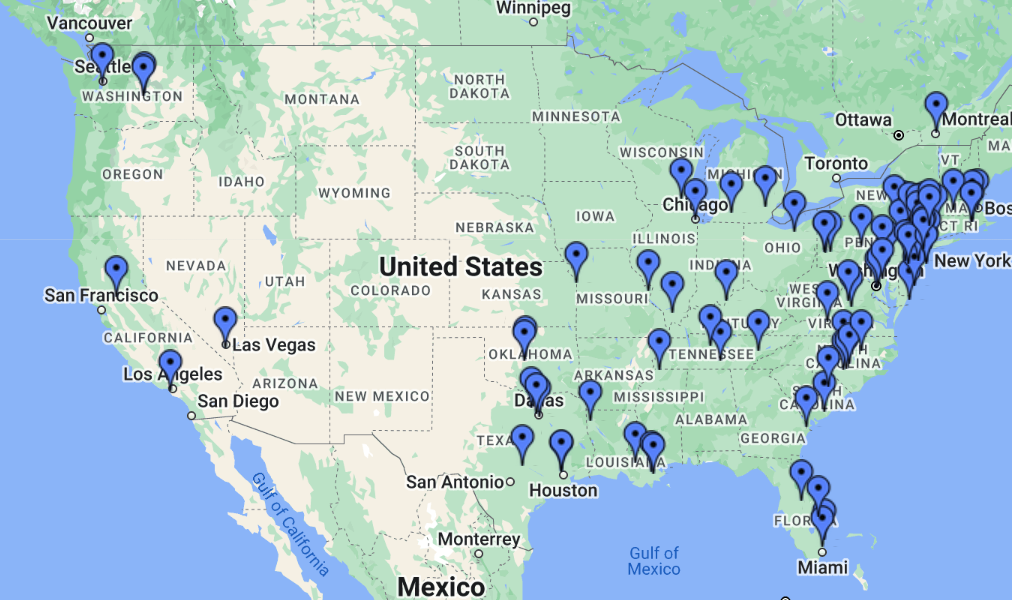 Winnipeg
Vancouver
Seattle
WASHINGTON
MONTANA
NORTH
DAKOTA
MINNESOTA
Ottawa
Montreal
MA
OREGON
IDAHO
SOUTH
DAKOTA
WISCONSIN
MICHIGAN
Toronto
VT
WYOMING
Chicago
NEW
MA
Bos
CT RI
IOWA
NEBRASKA
ILLINOIS
INDIANA
OHIO
PENN
New York
NEVADA
UTAH
United States
COLORADO
KANSAS
MISSOURI
Washington
WEST
VIRGINIA
San Francisco
CALIFORNIA
Las Vegas
KENTUCKY
VIRGINIA
OKLAHOMA
TENNESSEE
NORTH
CAROLINA
Los Angeles
ARIZONA
NEW MEXICO
ARKANSAS
MISSISSIPPI
SOUTH
CAROLINA
San Diego
Dallas
ALABAMA
GEORGIA
TEXAS
LOUISIANA
San Antonio
Houston
Gulf of California
FLORIDA
Monterrey
Gulf of
Mexico
Miami
Mexico